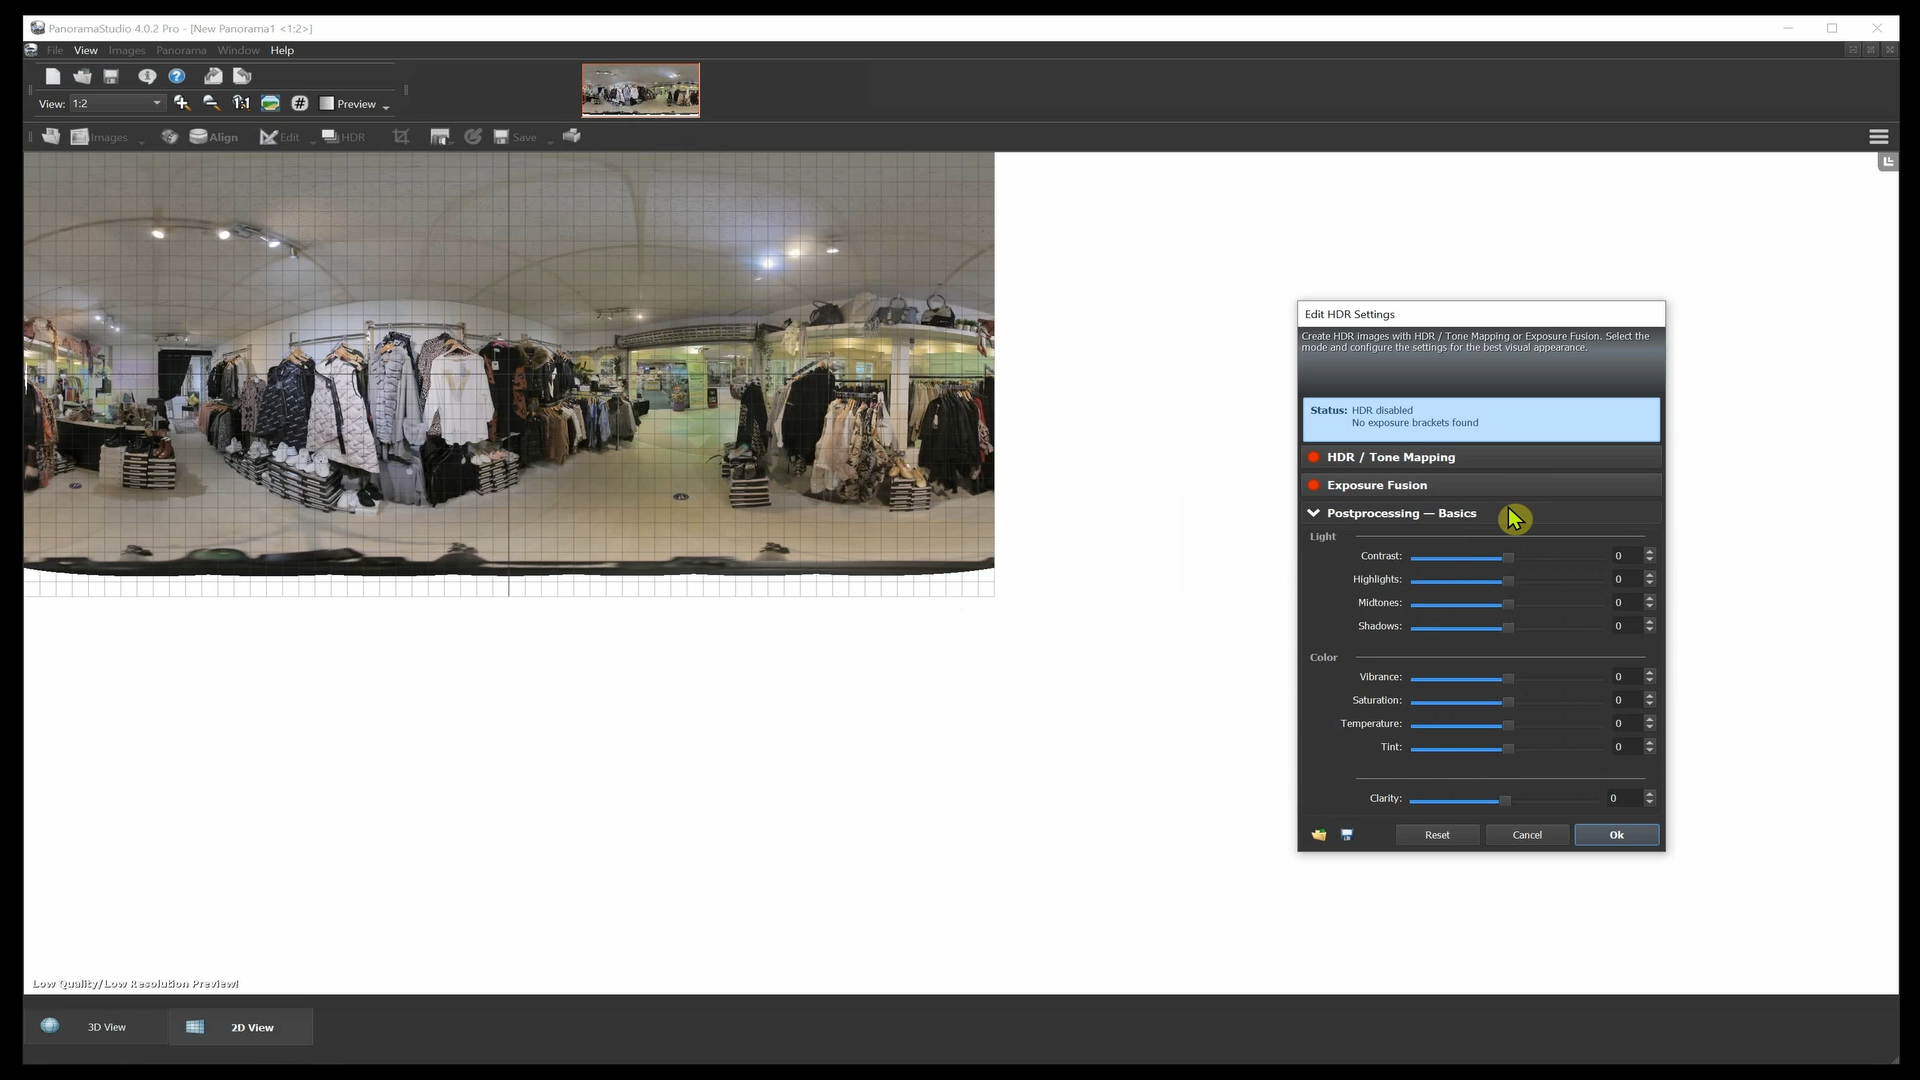 PanoramaStudio 4.0.2 Pro - [New Panorama1 <1:2>]
File View Images Panorama Window Help
View: 1:2 1:1 # Preview
Images Align Edit HDR Save
Edit HDR Settings
Create HDR images with HDR / Tone Mapping or Exposure Fusion. Select the
mode and configure the settings for the best visual appearance.
Status: HDR disabled
No exposure brackets found
HDR / Tone Mapping
Exposure Fusion
Postprocessing — Basics
Light
Contrast: 0
Highlights: 0
Midtones: 0
Shadows: 0
Color
Vibrance: 0
Saturation: 0
Temperature: 0
Tint: 0
Clarity: 0
Reset Cancel Ok
Low Quality/Low Resolution Preview!
3D View 2D View